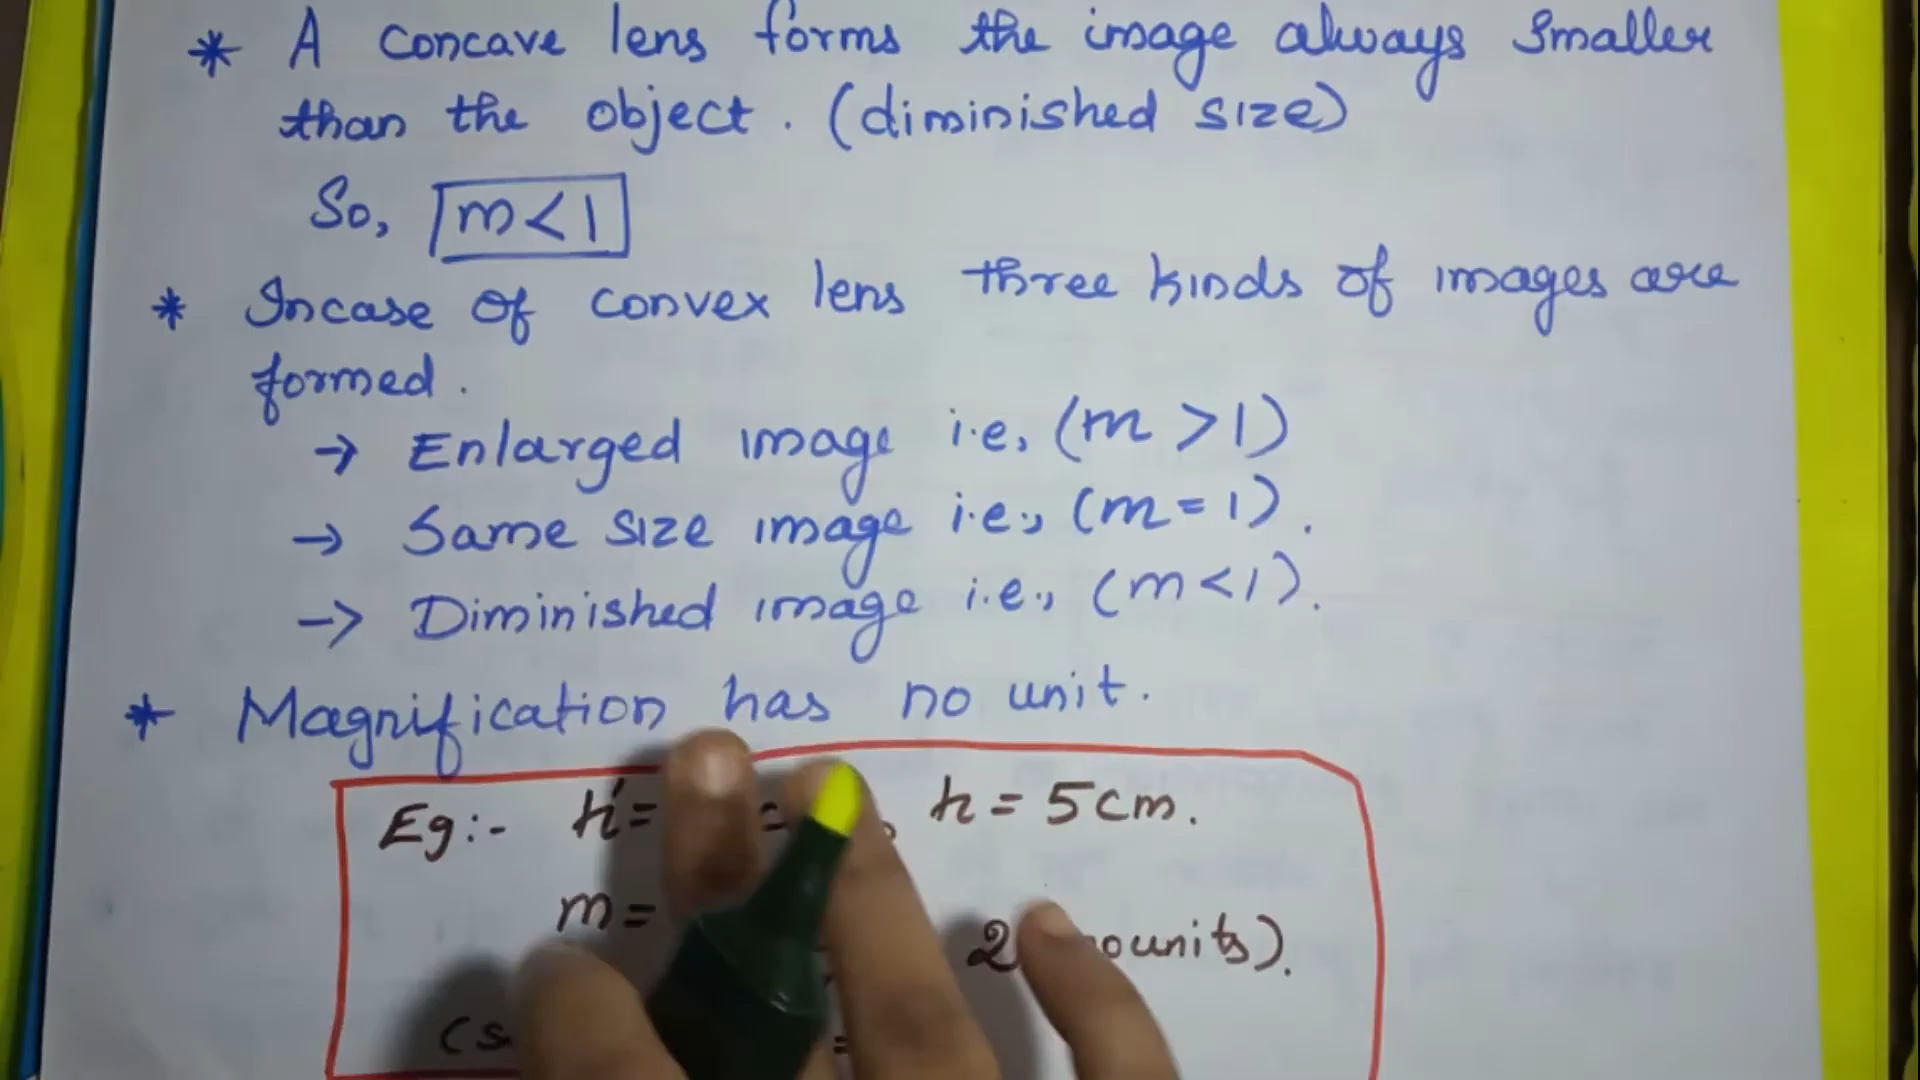 * A concave lens forms the image always smaller
than the object. (diminished size)
So, m<1
* Incase of convex lens three kinds of images are
formed.
→ Enlarged image i.e, (m >1)
→ Same size image i.e., (m=1).
→ Diminished image i.e., (m<1).
* Magnification has no unit.
Eg:- h'= h = 5cm.
m= 2 units).